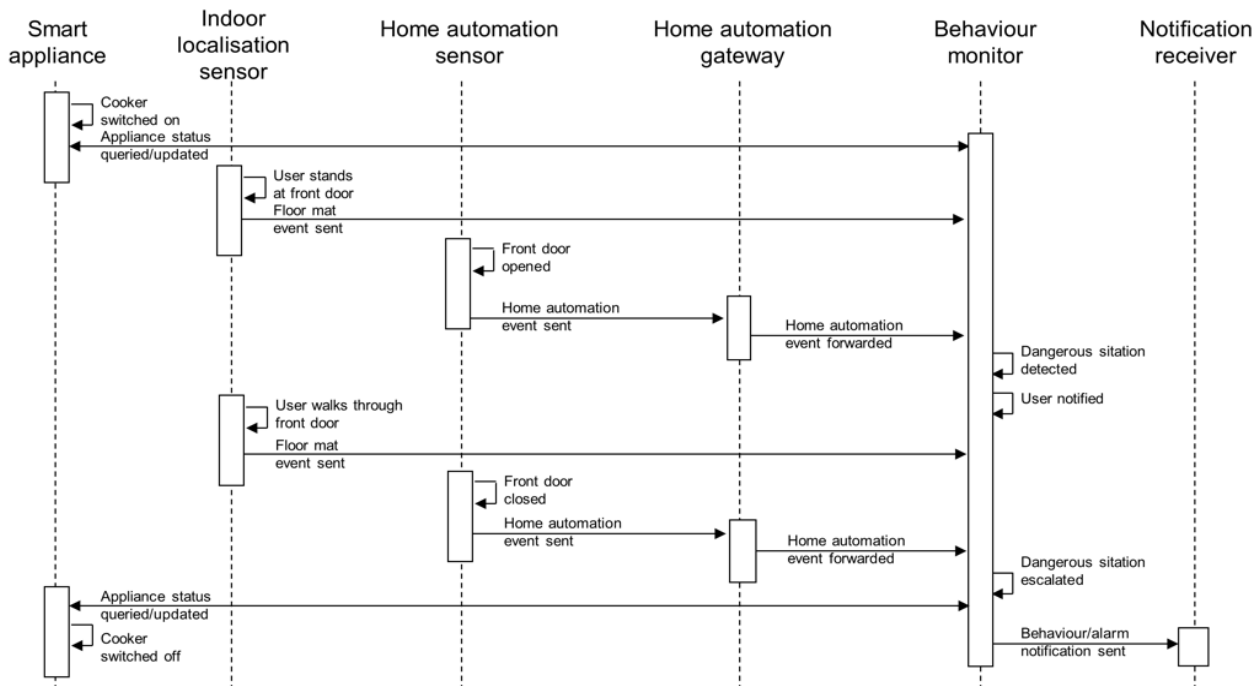 Smart
appliance
Indoor
localisation
sensor
Home automation
sensor
Home automation
gateway
Behaviour
monitor
Notification
receiver
Cooker
switched on
Appliance status
queried/updated
User stands
at front door
Floor mat
event sent
Front door
opened
Home automation
event sent
Home automation
event forwarded
Dangerous sitation
detected
User notified
User walks through
front door
Floor mat
event sent
Front door
closed
Home automation
event sent
Home automation
event forwarded
Dangerous sitation
escalated
Appliance status
queried/updated
Cooker
switched off
Behaviour/alarm
notification sent